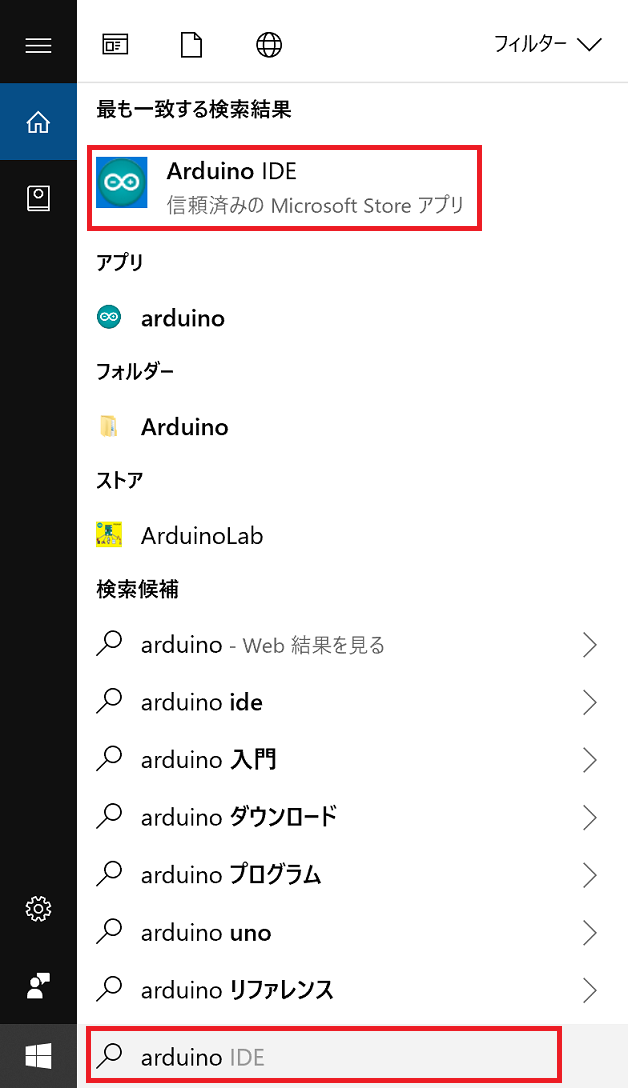 フィルター
最も一致する検索結果
Arduino IDE
信頼済みの Microsoft Store アプリ
アプリ
arduino
フォルダー
Arduino
ストア
ArduinoLab
検索候補
arduino - Web 結果を見る
arduino ide
arduino 入門
arduino ダウンロード
arduino プログラム
arduino uno
arduino リファレンス
arduino IDE